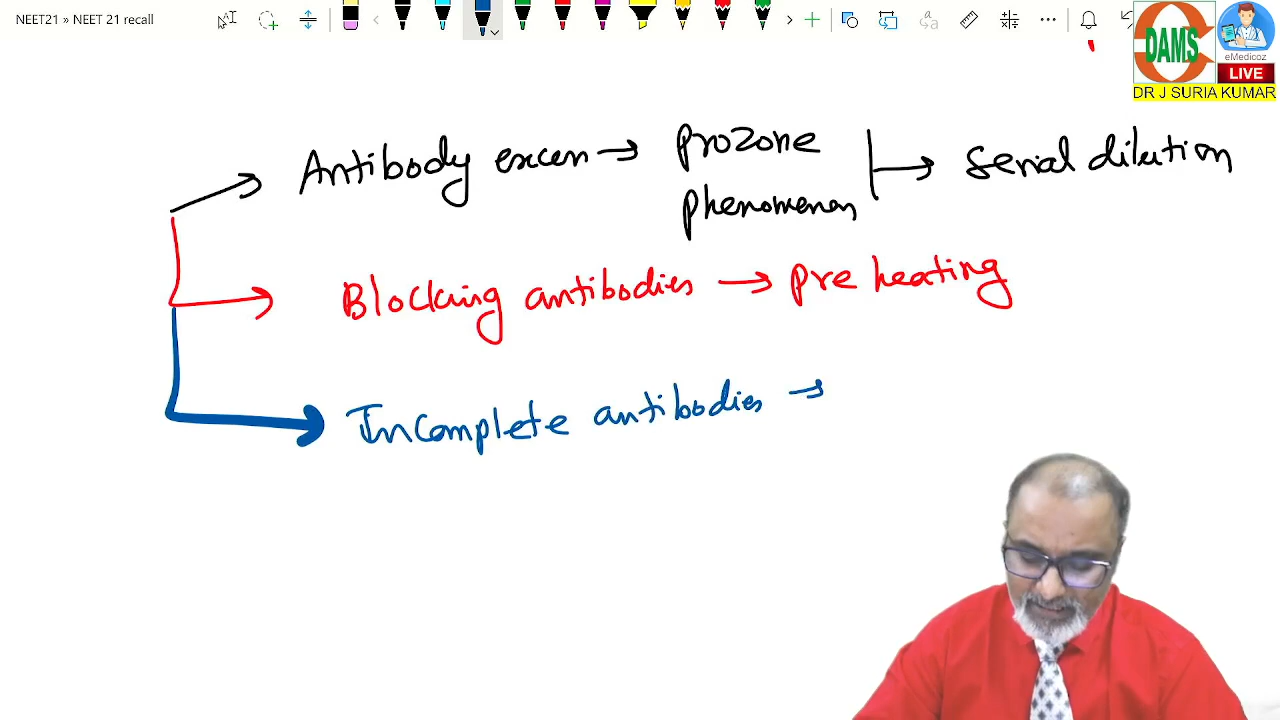 NEET21 » NEET 21 recall
DAMS
eMedicoz
LIVE
DR J SURIA KUMAR
Antibody excess → Prozone phenomenon → Serial dilution
Blocking antibodies → Pre heating
Incomplete antibodies →